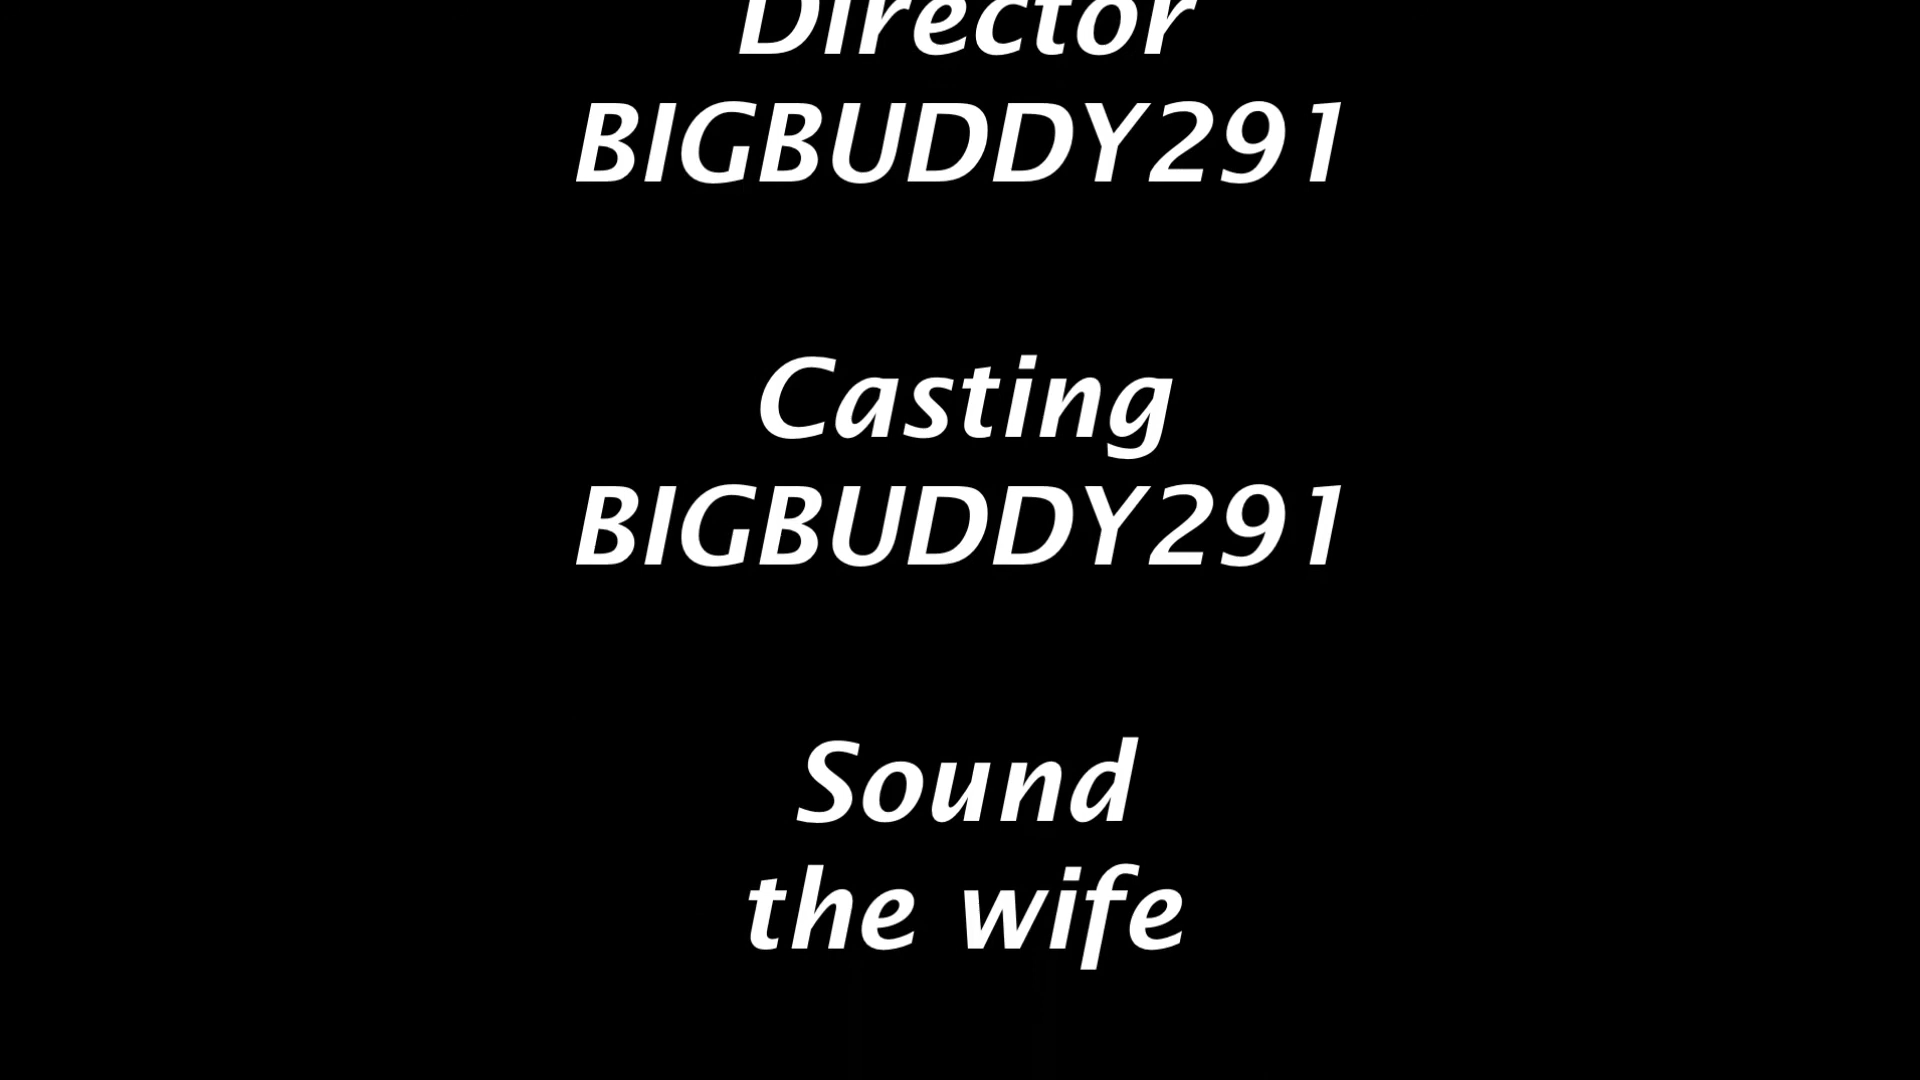 Director
BIGBUDDY291
Casting
BIGBUDDY291
Sound
the wife